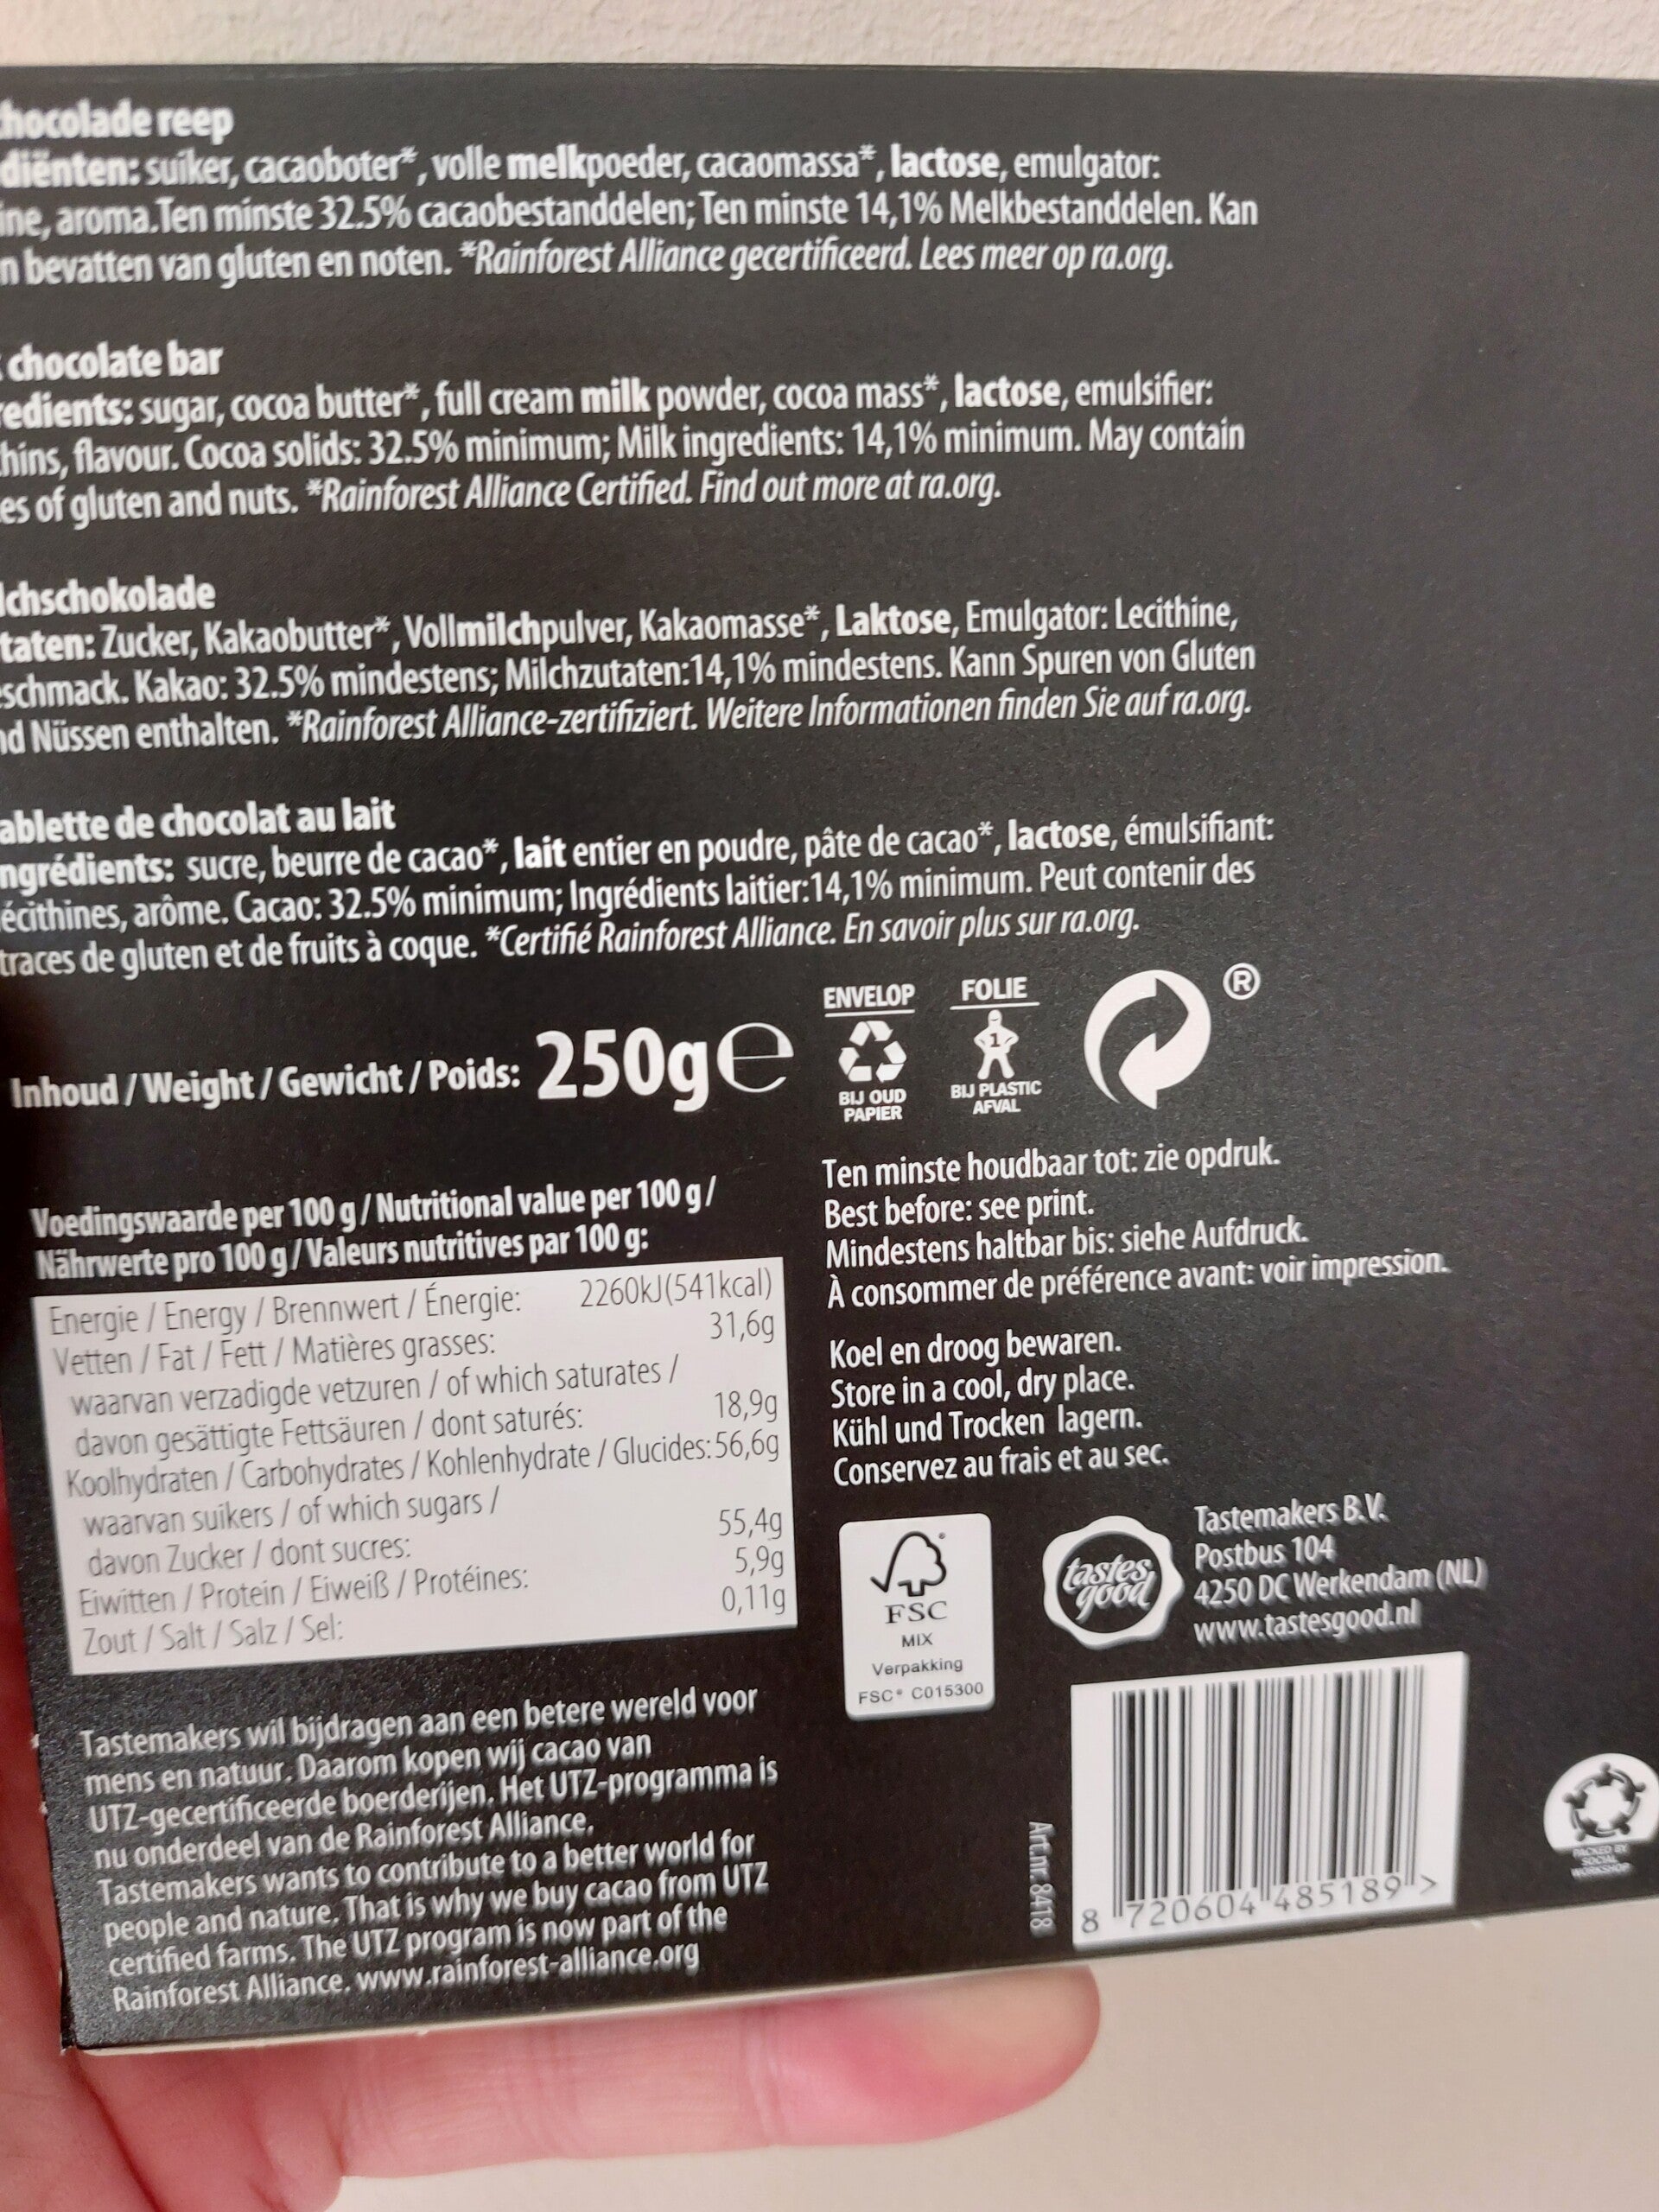 chocolade reep
diënten: suiker, cacaoboter*, volle melkpoeder, cacaomassa*, lactose, emulgator:
ine, aroma.Ten minste 32.5% cacaobestanddelen; Ten minste 14,1% Melkbestanddelen. Kan
n bevatten van gluten en noten. *Rainforest Alliance gecertificeerd. Lees meer op ra.org.
chocolate bar
redients: sugar, cocoa butter*, full cream milk powder, cocoa mass*, lactose, emulsifier:
thins, flavour. Cocoa solids: 32.5% minimum; Milk ingredients: 14,1% minimum. May contain
es of gluten and nuts. *Rainforest Alliance Certified. Find out more at ra.org.
lchschokolade
taten: Zucker, Kakaobutter*, Vollmilchpulver, Kakaomasse*, Laktose, Emulgator: Lecithine,
eschmack. Kakao: 32.5% mindestens; Milchzutaten:14,1% mindestens. Kann Spuren von Gluten
nd Nüssen enthalten. *Rainforest Alliance-zertifiziert. Weitere Informationen finden Sie auf ra.org.
ablette de chocolat au lait
ngrédients: sucre, beurre de cacao*, lait entier en poudre, pâte de cacao*, lactose, émulsifiant:
écithines, arôme. Cacao: 32.5% minimum; Ingrédients laitier:14,1% minimum. Peut contenir des
traces de gluten et de fruits à coque. *Certifié Rainforest Alliance. En savoir plus sur ra.org.
Inhoud / Weight / Gewicht / Poids: 250g e
ENVELOP
BIJ OUD
PAPIER
FOLIE
1
BIJ PLASTIC
AFVAL
®
Voedingswaarde per 100 g / Nutritional value per 100 g /
Nährwerte pro 100 g / Valeurs nutritives par 100 g:
Energie / Energy / Brennwert / Énergie: 2260kJ(541kcal)
Vetten / Fat / Fett / Matières grasses: 31,6g
waarvan verzadigde vetzuren / of which saturates /
davon gesättigte Fettsäuren / dont saturés: 18,9g
Koolhydraten / Carbohydrates / Kohlenhydrate / Glucides: 56,6g
waarvan suikers / of which sugars /
davon Zucker / dont sucres: 55,4g
Eiwitten / Protein / Eiweiß / Protéines: 5,9g
Zout / Salt / Salz / Sel: 0,11g
Ten minste houdbaar tot: zie opdruk.
Best before: see print.
Mindestens haltbar bis: siehe Aufdruck.
À consommer de préférence avant: voir impression.
Koel en droog bewaren.
Store in a cool, dry place.
Kühl und Trocken lagern.
Conservez au frais et au sec.
FSC
MIX
Verpakking
FSC® C015300
tastes
good
Tastemakers B.V.
Postbus 104
4250 DC Werkendam (NL)
www.tastesgood.nl
Tastemakers wil bijdragen aan een betere wereld voor
mens en natuur. Daarom kopen wij cacao van
UTZ-gecertificeerde boerderijen. Het UTZ-programma is
nu onderdeel van de Rainforest Alliance.
Tastemakers wants to contribute to a better world for
people and nature. That is why we buy cacao from UTZ
certified farms. The UTZ program is now part of the
Rainforest Alliance. www.rainforest-alliance.org
Art.nr. 8418
8 720604 485189 >
PACKED BY
SOCIAL
WORKSHOP